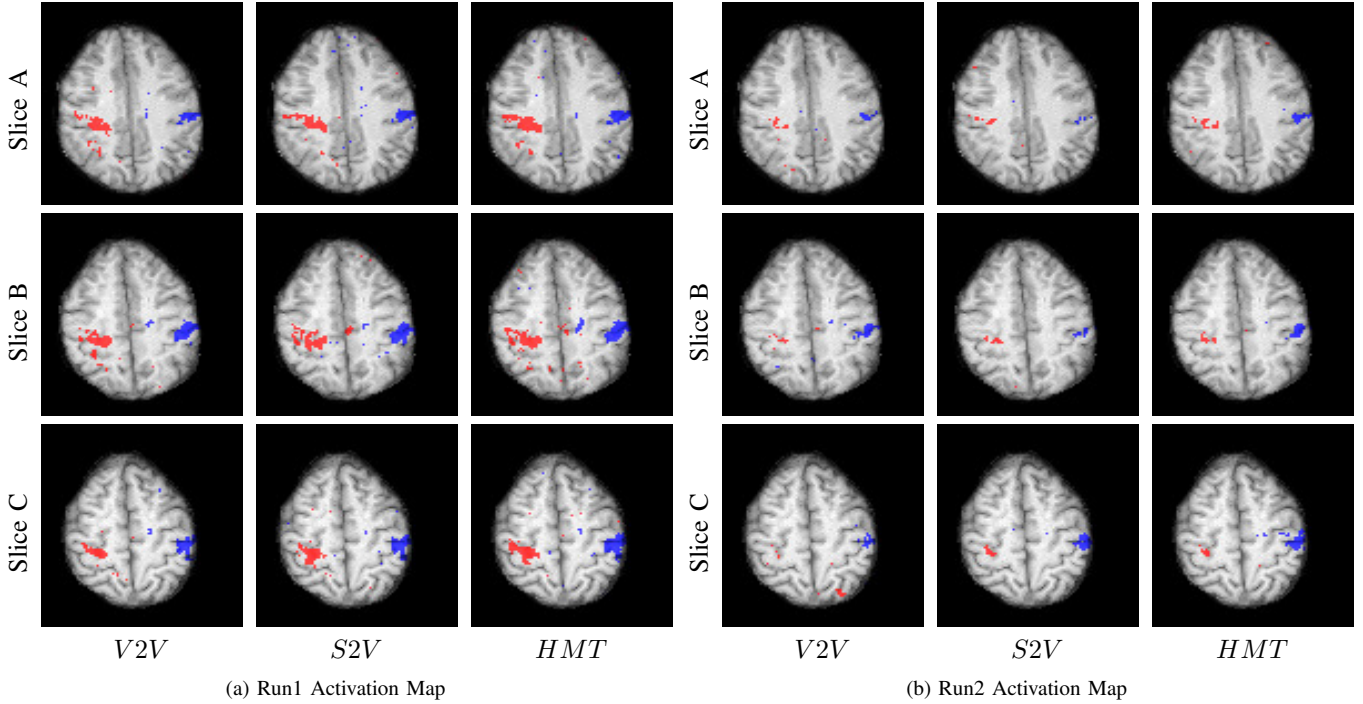 Slice A
Slice B
Slice C
V2V S2V HMT
(a) Run1 Activation Map
Slice A
Slice B
Slice C
V2V S2V HMT
(b) Run2 Activation Map